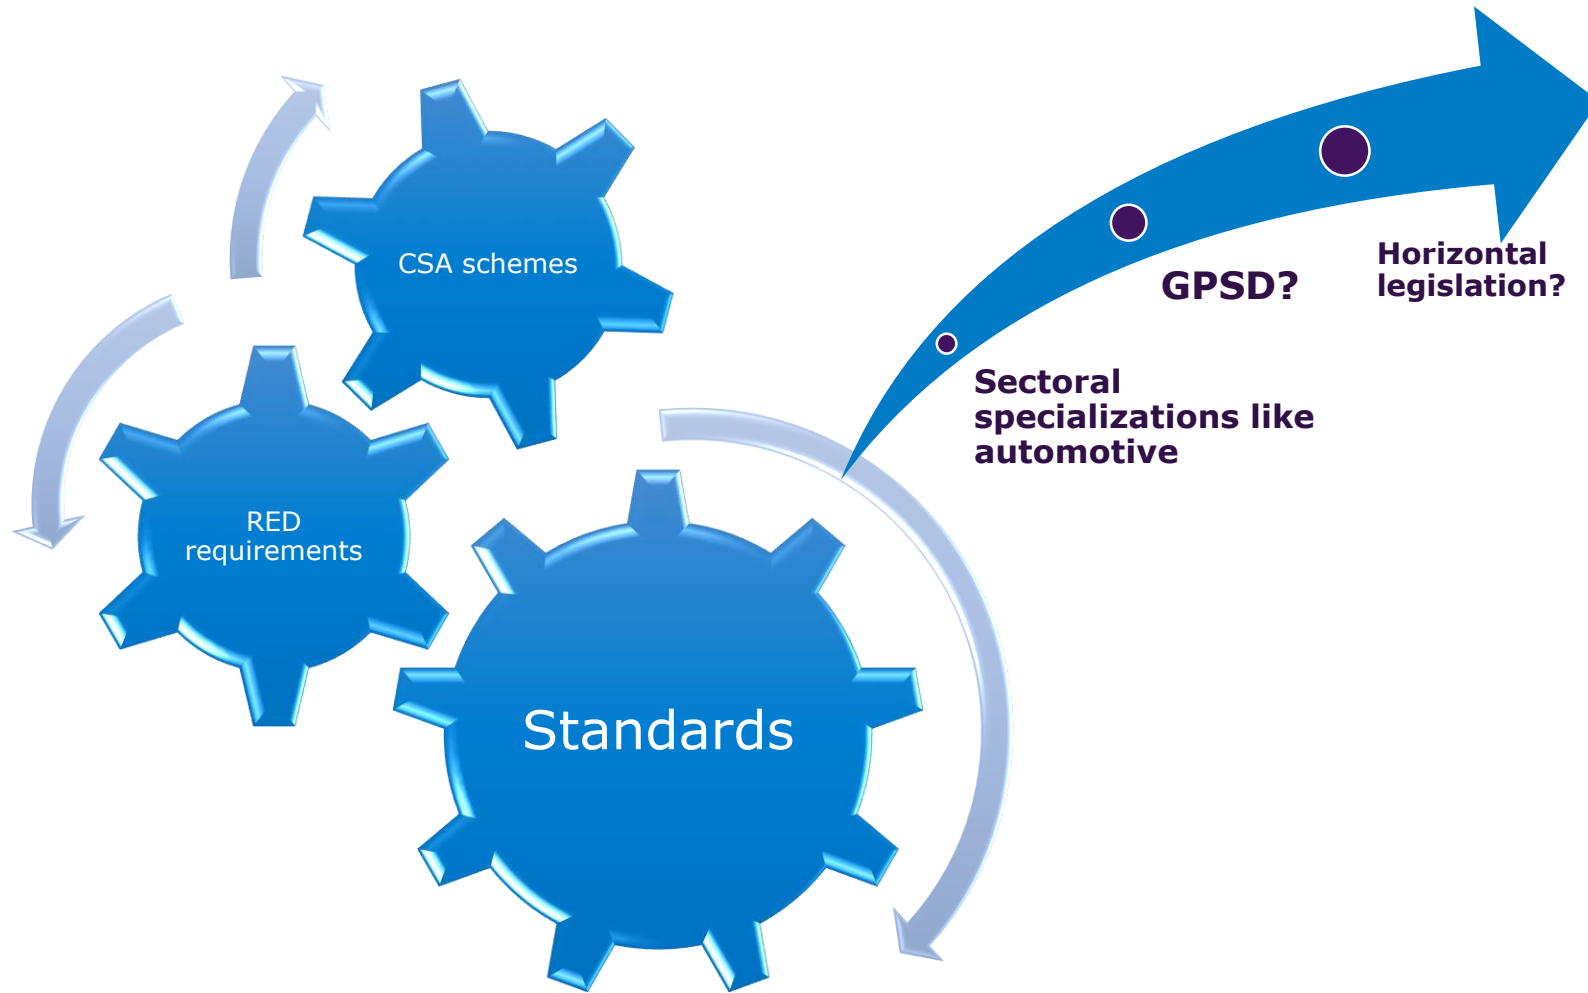 CSA schemes
RED
requirements
Standards
Sectoral
specializations like
automotive
GPSD?
Horizontal
legislation?